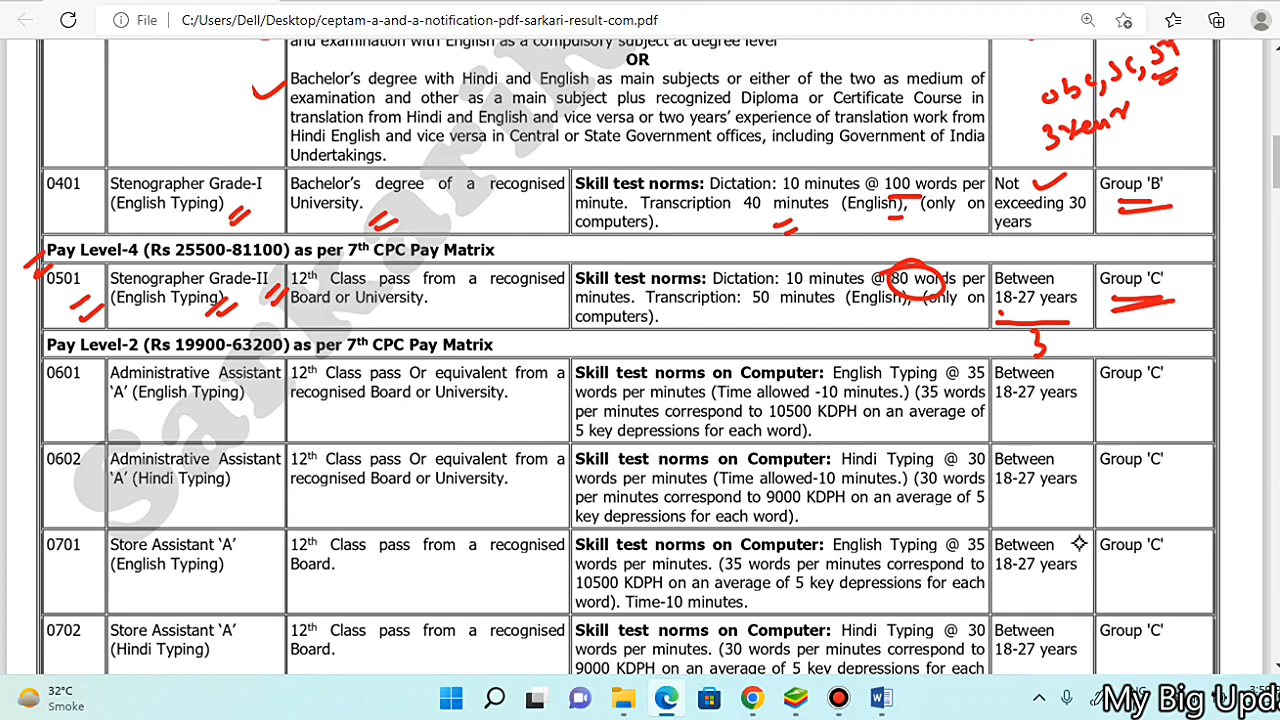 File
C:/Users/Dell/Desktop/ceptam-a-and-a-notification-pdf-sarkari-result-com.pdf
and examination with English as a compulsory subject at degree level
OR
Bachelor's degree with Hindi and English as main subjects or either of the two as medium of
examination and other as a main subject plus recognized Diploma or Certificate Course in
translation from Hindi and English and vice versa or two years' experience of translation work from
Hindi English and vice versa in Central or State Government offices, including Government of India
Undertakings.
3 year
0401
Stenographer Grade-I
(English Typing)
Bachelor's degree of a recognised
University.
Skill test norms: Dictation: 10 minutes @ 100 words per
minute. Transcription 40 minutes (English), (only on
computers).
Not
exceeding 30
years
Group 'B'
Pay Level-4 (Rs 25500-81100) as per 7th CPC Pay Matrix
0501
Stenographer Grade-II
(English Typing)
12th Class pass from a recognised
Board or University.
Skill test norms: Dictation: 10 minutes @ 80 words per
minutes. Transcription: 50 minutes (English), (only on
computers).
Between
18-27 years
Group 'C'
3
Pay Level-2 (Rs 19900-63200) as per 7th CPC Pay Matrix
0601
Administrative Assistant
‘A’ (English Typing)
12th Class pass Or equivalent from a
recognised Board or University.
Skill test norms on Computer: English Typing @ 35
words per minutes (Time allowed -10 minutes.) (35 words
per minutes correspond to 10500 KDPH on an average of
5 key depressions for each word).
Between
18-27 years
Group 'C'
0602
Administrative Assistant
‘A’ (Hindi Typing)
12th Class pass Or equivalent from a
recognised Board or University.
Skill test norms on Computer: Hindi Typing @ 30
words per minutes (Time allowed-10 minutes.) (30 words
per minutes correspond to 9000 KDPH on an average of 5
key depressions for each word).
Between
18-27 years
Group 'C'
0701
Store Assistant ‘A’
(English Typing)
12th Class pass from a recognised
Board.
Skill test norms on Computer: English Typing @ 35
words per minutes. (35 words per minutes correspond to
10500 KDPH on an average of 5 key depressions for each
word). Time-10 minutes.
Between
18-27 years
Group 'C'
0702
Store Assistant ‘A’
(Hindi Typing)
12th Class pass from a recognised
Board.
Skill test norms on Computer: Hindi Typing @ 30
words per minutes. (30 words per minutes correspond to
9000 KDPH on an average of 5 key depressions for each
Between
18-27 years
Group 'C'
32°C
Smoke
My Big Upd